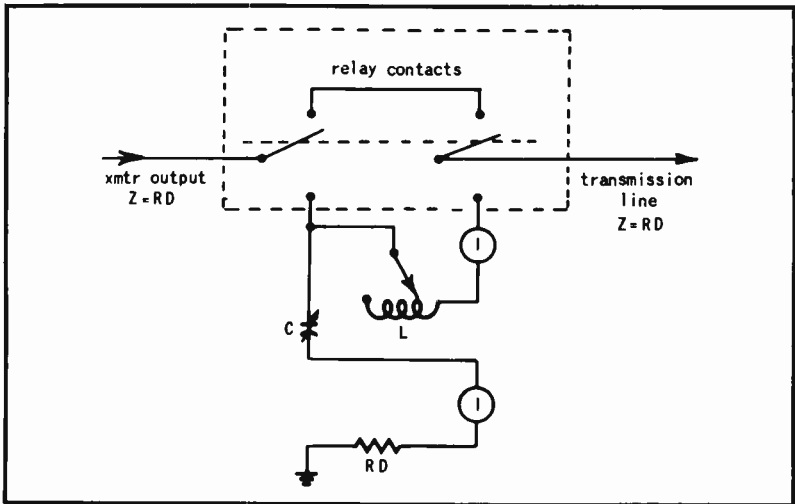 relay contacts
xmtr output
Z=RD
transmission
line
Z=RD
I
C
L
I
RD